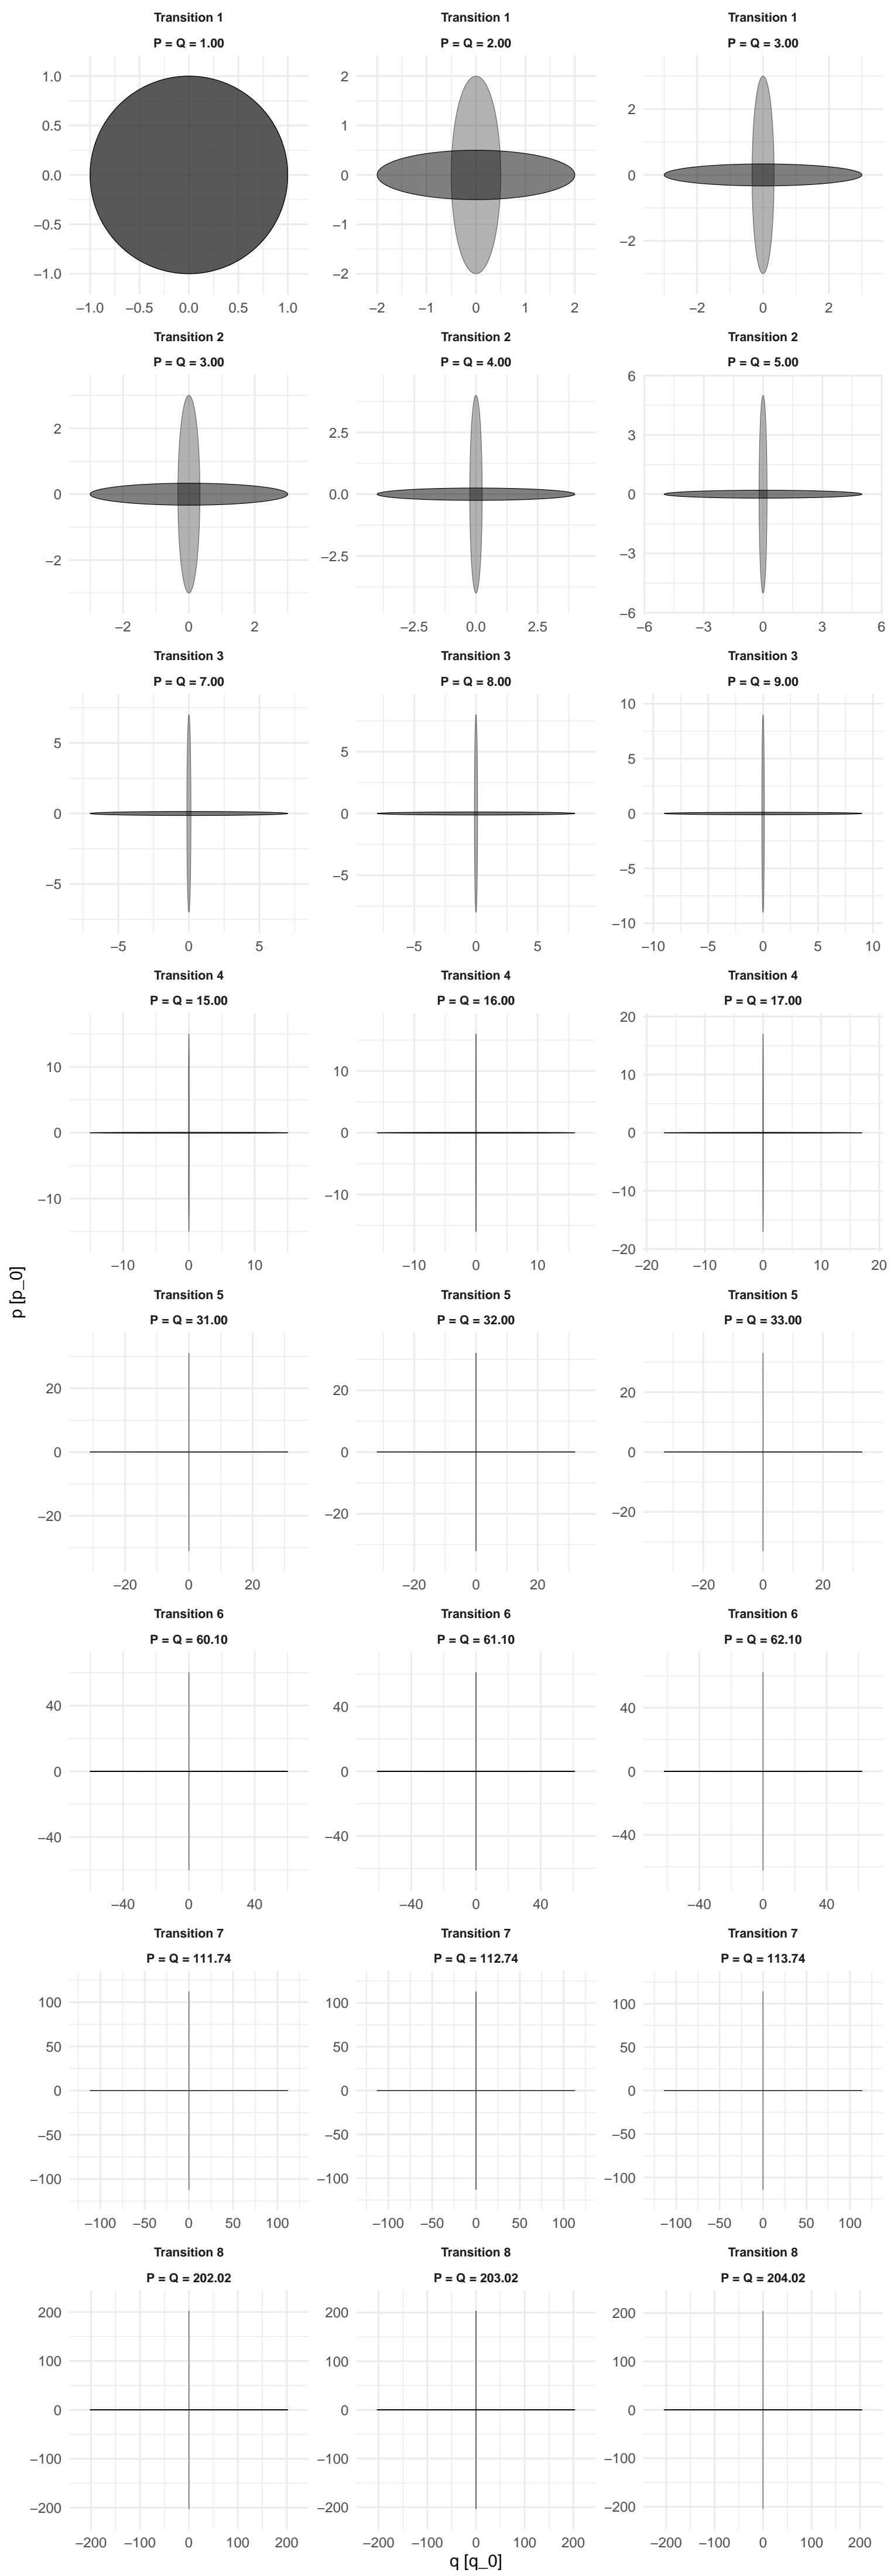 Transition 1 Transition 1 Transition 1
P = Q = 1.00 P = Q = 2.00 P = Q = 3.00
1.0 2
2
0.5 1
0.0 0 0
−0.5 −1
−2
−1.0 −2
−1.0 −0.5 0.0 0.5 1.0 −2 −1 0 1 2 −2 0 2
Transition 2 Transition 2 Transition 2
P = Q = 3.00 P = Q = 4.00 P = Q = 5.00
6
2 2.5 3
0 0.0 0
−2 −2.5 −3
−6
−2 0 2 −2.5 0.0 2.5 −6 −3 0 3 6
Transition 3 Transition 3 Transition 3
P = Q = 7.00 P = Q = 8.00 P = Q = 9.00
10
5 5 5
0 0 0
−5 −5 −5
−10
−5 0 5 −5 0 5 −10 −5 0 5 10
Transition 4 Transition 4 Transition 4
P = Q = 15.00 P = Q = 16.00 P = Q = 17.00
20
10 10 10
0 0 0
−10 −10 −10
−20
−10 0 10 −10 0 10 −20 −10 0 10 20
p [p_0]
Transition 5 Transition 5 Transition 5
P = Q = 31.00 P = Q = 32.00 P = Q = 33.00
20 20 20
0 0 0
−20 −20 −20
−20 0 20 −20 0 20 −20 0 20
Transition 6 Transition 6 Transition 6
P = Q = 60.10 P = Q = 61.10 P = Q = 62.10
40 40 40
0 0 0
−40 −40 −40
−40 0 40 −40 0 40 −40 0 40
Transition 7 Transition 7 Transition 7
P = Q = 111.74 P = Q = 112.74 P = Q = 113.74
100 100 100
50 50 50
0 0 0
−50 −50 −50
−100 −100 −100
−100 −50 0 50 100 −100 −50 0 50 100 −100 −50 0 50 100
Transition 8 Transition 8 Transition 8
P = Q = 202.02 P = Q = 203.02 P = Q = 204.02
200 200 200
100 100 100
0 0 0
−100 −100 −100
−200 −200 −200
−200 −100 0 100 200 −200 −100 0 100 200 −200 −100 0 100 200
q [q_0]